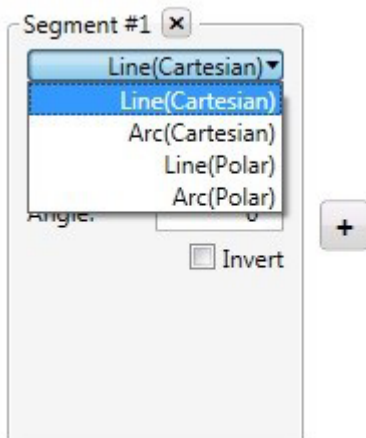 Segment #1 ×
Line(Cartesian)
Line(Cartesian)
Arc(Cartesian)
Line(Polar)
Arc(Polar)
Angle: 0
Invert
+